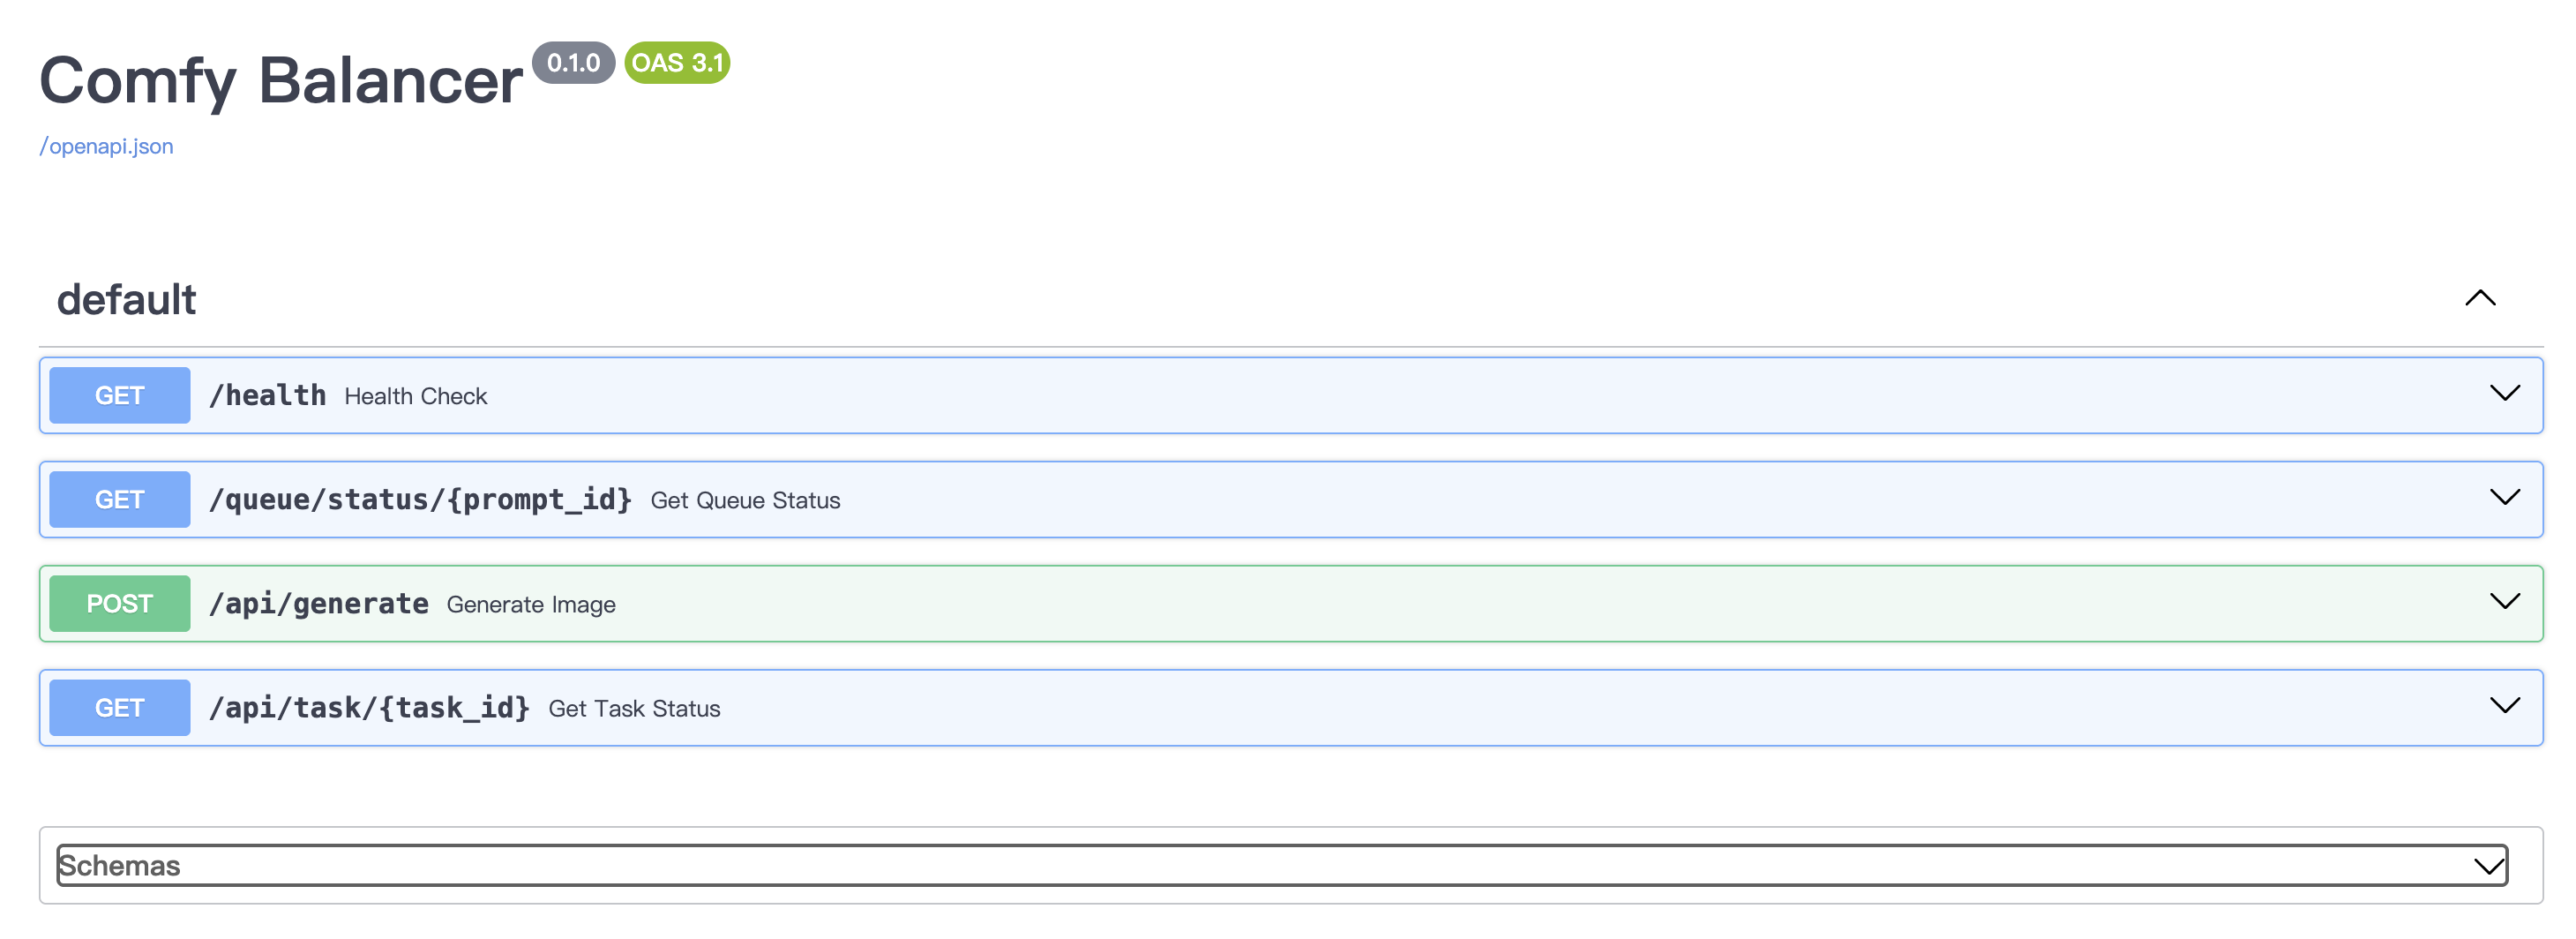 Comfy Balancer 0.1.0 OAS 3.1
/openapi.json
default
GET /health Health Check
GET /queue/status/{prompt_id} Get Queue Status
POST /api/generate Generate Image
GET /api/task/{task_id} Get Task Status
Schemas